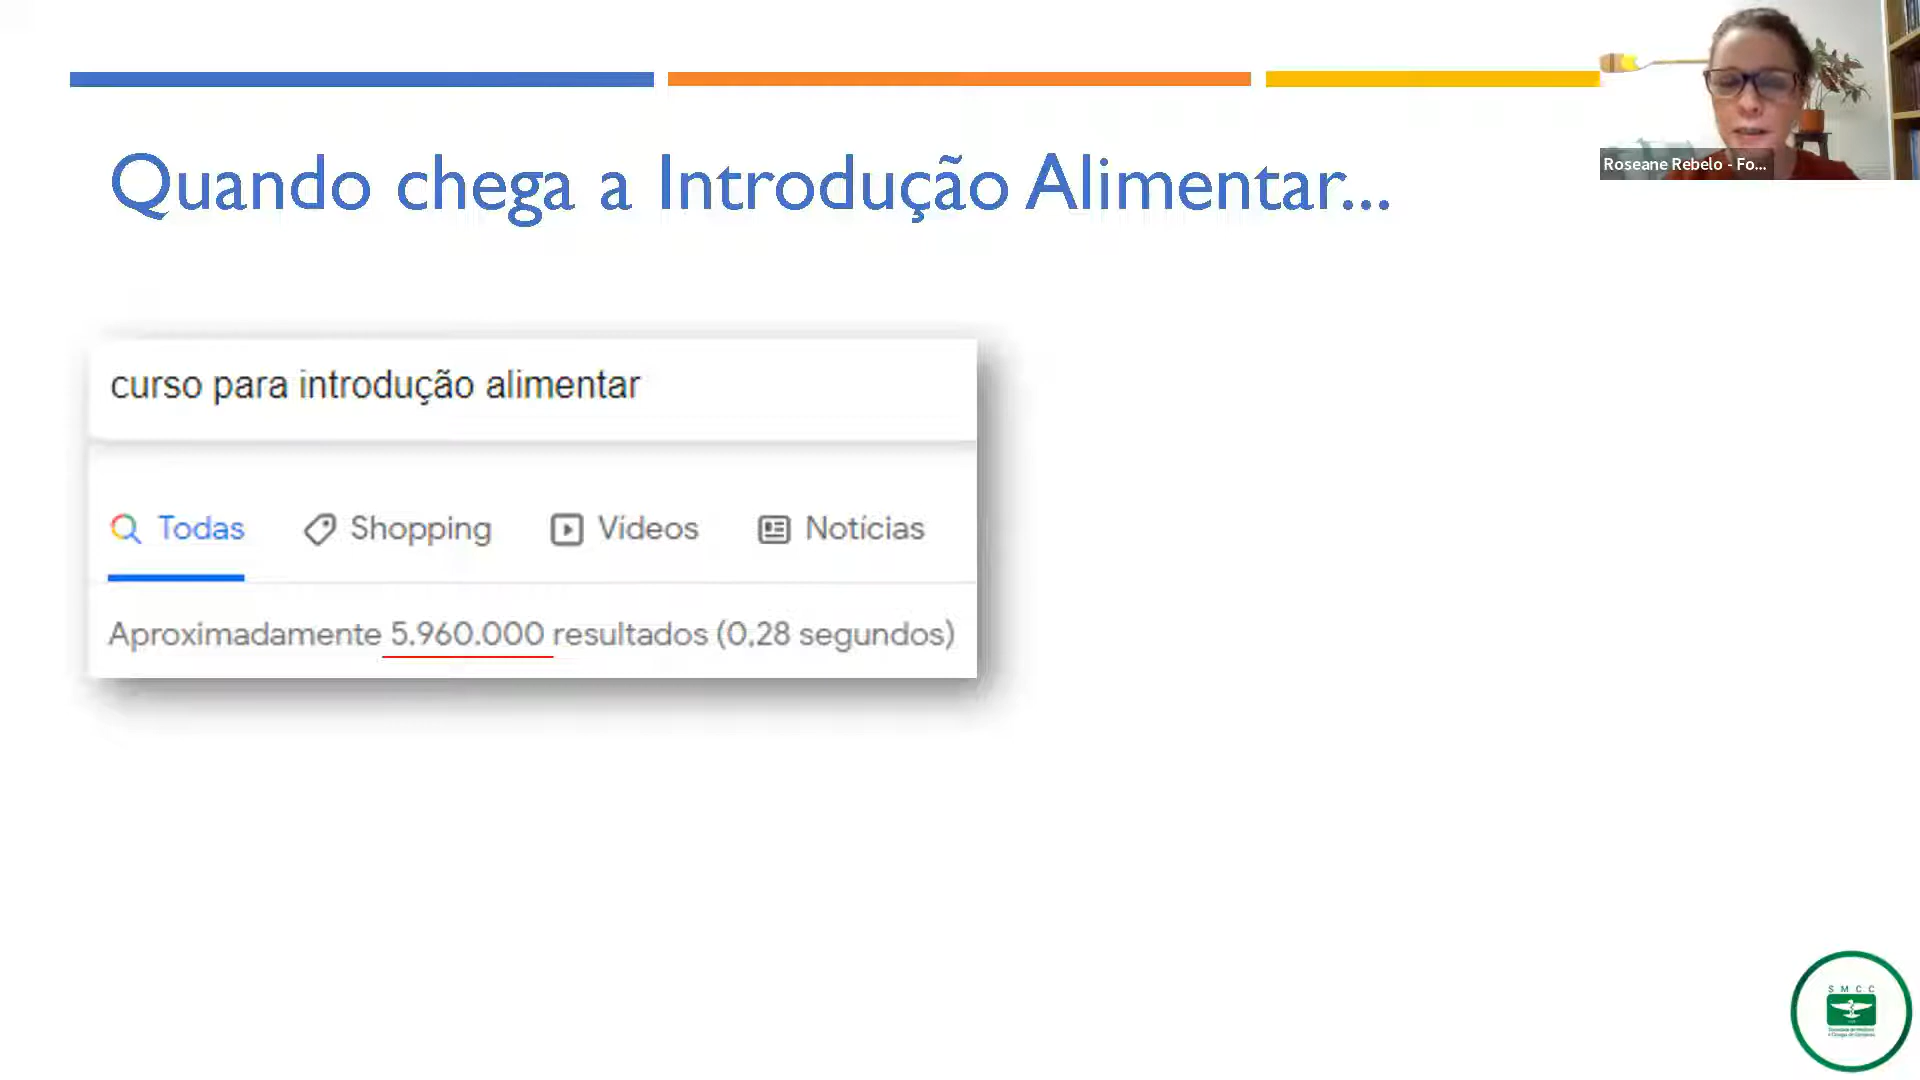 Roseane Rebelo - Fo...
Quando chega a Introdução Alimentar...
curso para introdução alimentar
Todas Shopping Vídeos Notícias
Aproximadamente 5.960.000 resultados (0,28 segundos)
SMCC